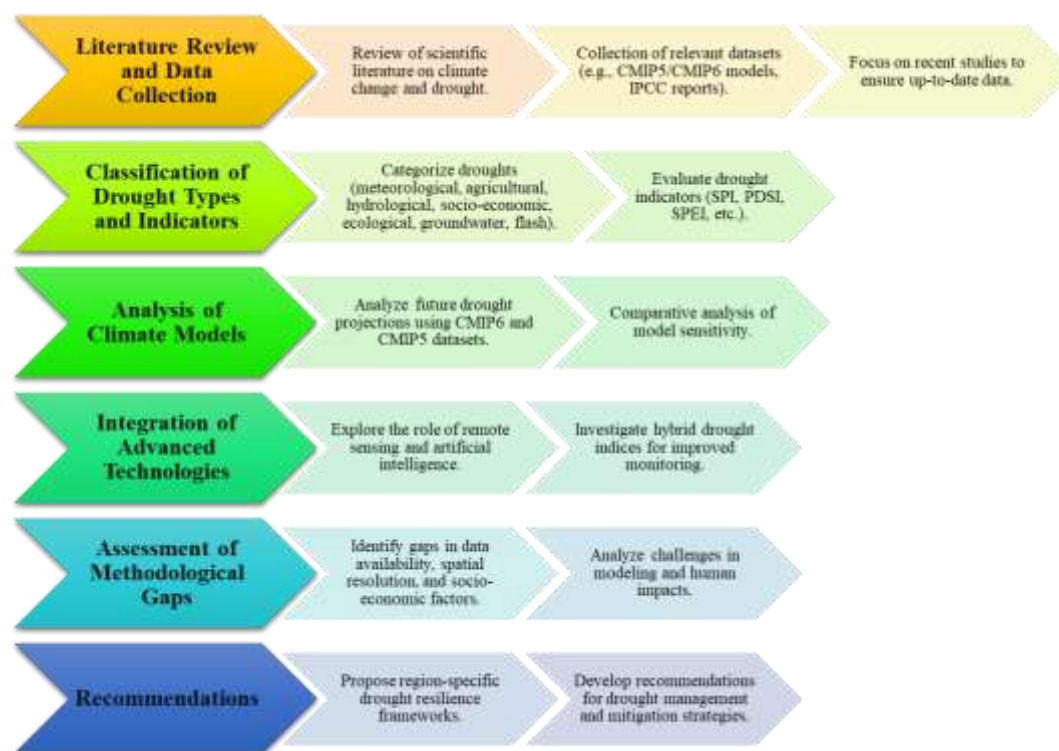 Literature Review
and Data
Collection
Review of scientific
literature on climate
change and drought.
Collection of relevant datasets
(e.g., CMIP5/CMIP6 models,
IPCC reports).
Focus on recent studies to
ensure up-to-date data.
Classification of
Drought Types
and Indicators
Categorize droughts
(meteorological, agricultural,
hydrological, socio-economic,
ecological, groundwater, flash).
Evaluate drought
indicators (SPI, PDSI,
SPEI, etc.).
Analysis of
Climate Models
Analyze future drought
projections using CMIP6 and
CMIP5 datasets.
Comparative analysis of
model sensitivity.
Integration of
Advanced
Technologies
Explore the role of remote
sensing and artificial
intelligence.
Investigate hybrid drought
indices for improved
monitoring.
Assessment of
Methodological
Gaps
Identify gaps in data
availability, spatial
resolution, and socio-
economic factors.
Analyze challenges in
modeling and human
impacts.
Recommendations
Propose region-specific
drought resilience
frameworks.
Develop recommendations
for drought management
and mitigation strategies.